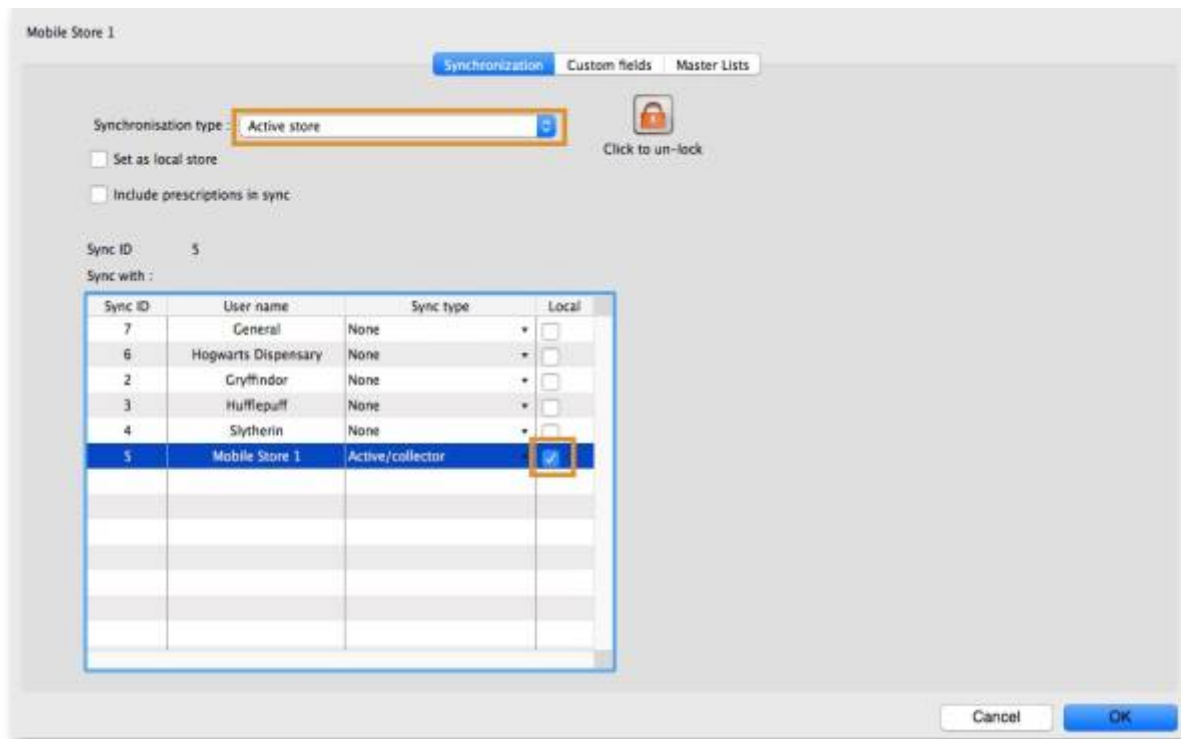 Mobile Store 1
Synchronization Custom fields Master Lists
Synchronisation type : Active store
Click to un-lock
Set as local store
Include prescriptions in sync
Sync ID 5
Sync with :
Sync ID User name Sync type Local
7 General None
6 Hogwarts Dispensary None
2 Gryffindor None
3 Hufflepuff None
4 Slytherin None
5 Mobile Store 1 Active/collector
Cancel OK